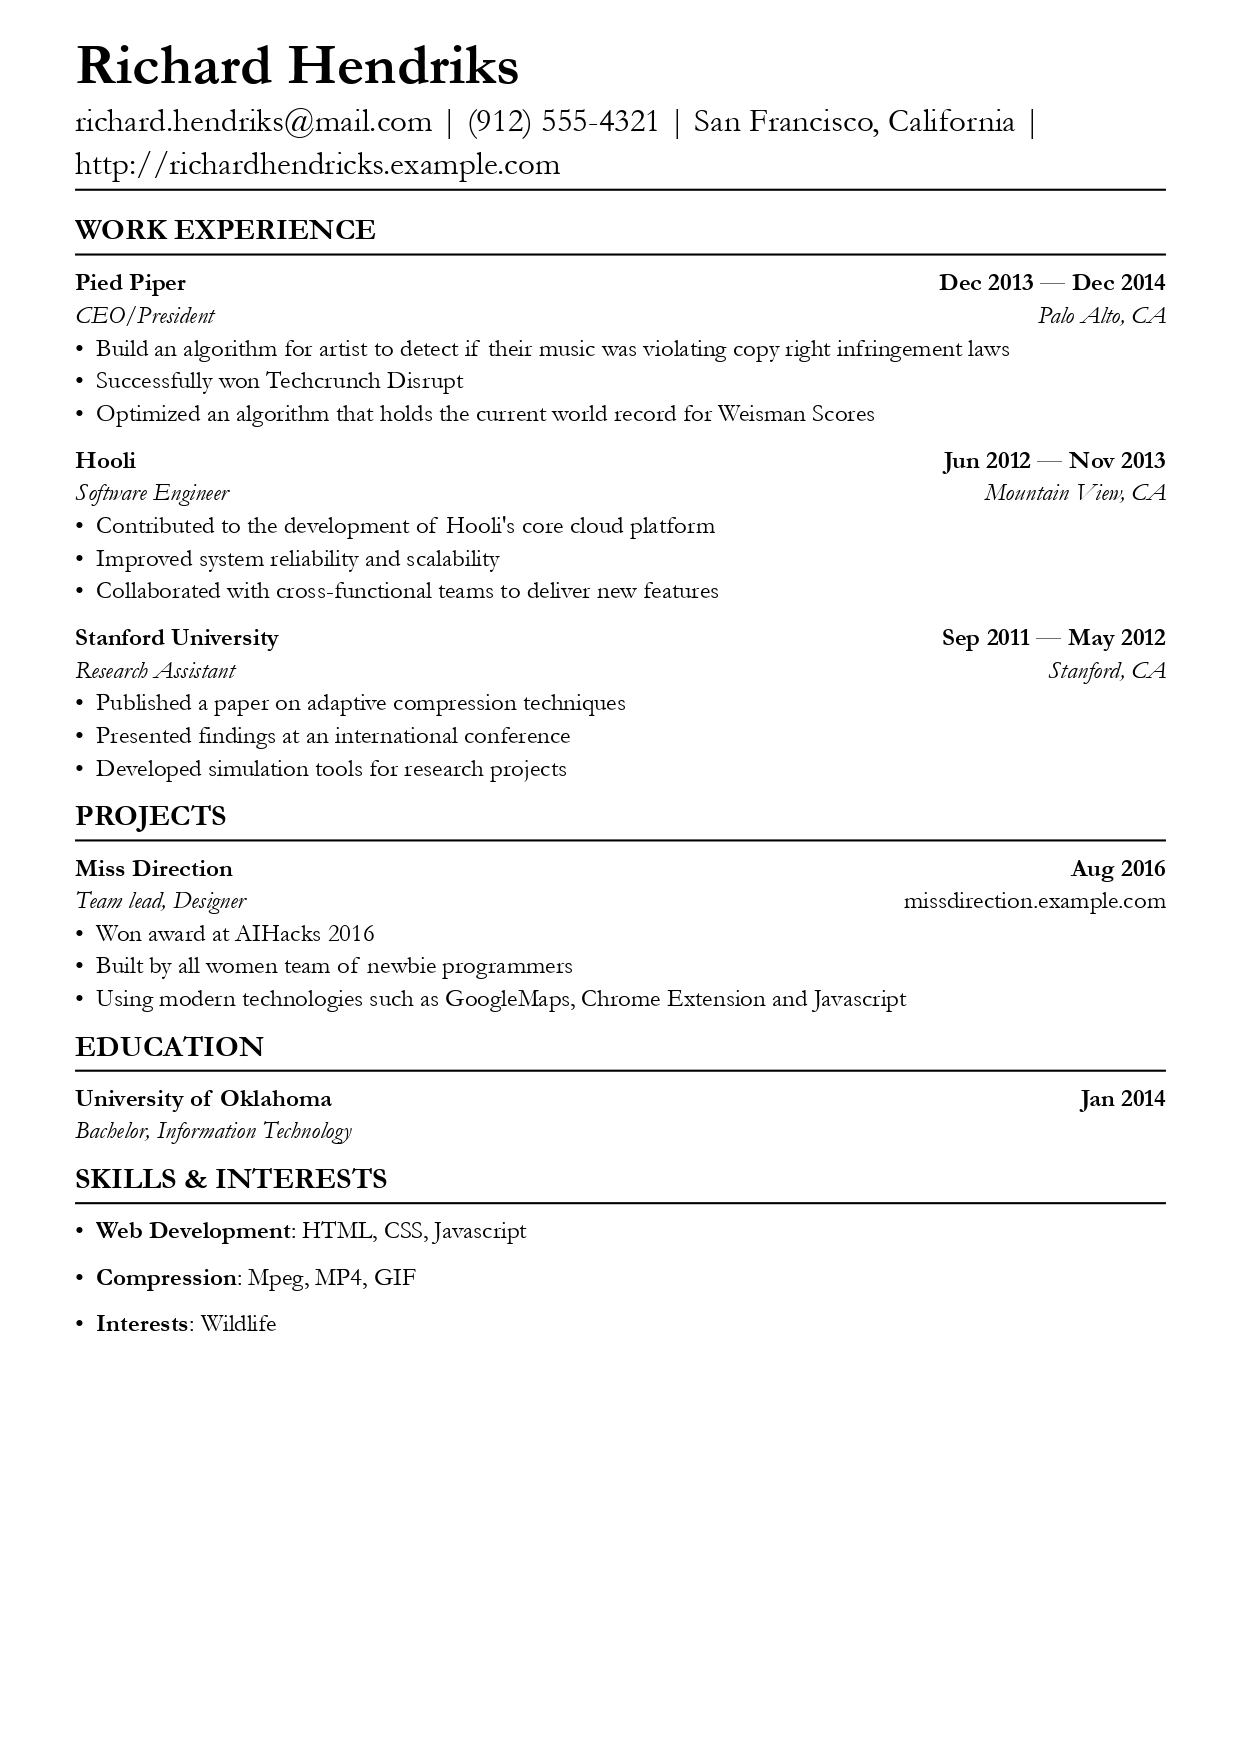 Richard Hendriks
richard.hendriks@mail.com | (912) 555-4321 | San Francisco, California |
http://richardhendricks.example.com
WORK EXPERIENCE
Pied Piper Dec 2013 — Dec 2014
CEO/President Palo Alto, CA
• Build an algorithm for artist to detect if their music was violating copy right infringement laws
• Successfully won Techcrunch Disrupt
• Optimized an algorithm that holds the current world record for Weisman Scores
Hooli Jun 2012 — Nov 2013
Software Engineer Mountain View, CA
• Contributed to the development of Hooli's core cloud platform
• Improved system reliability and scalability
• Collaborated with cross-functional teams to deliver new features
Stanford University Sep 2011 — May 2012
Research Assistant Stanford, CA
• Published a paper on adaptive compression techniques
• Presented findings at an international conference
• Developed simulation tools for research projects
PROJECTS
Miss Direction Aug 2016
Team lead, Designer missdirection.example.com
• Won award at AIHacks 2016
• Built by all women team of newbie programmers
• Using modern technologies such as GoogleMaps, Chrome Extension and Javascript
EDUCATION
University of Oklahoma Jan 2014
Bachelor, Information Technology
SKILLS & INTERESTS
• Web Development: HTML, CSS, Javascript
• Compression: Mpeg, MP4, GIF
• Interests: Wildlife